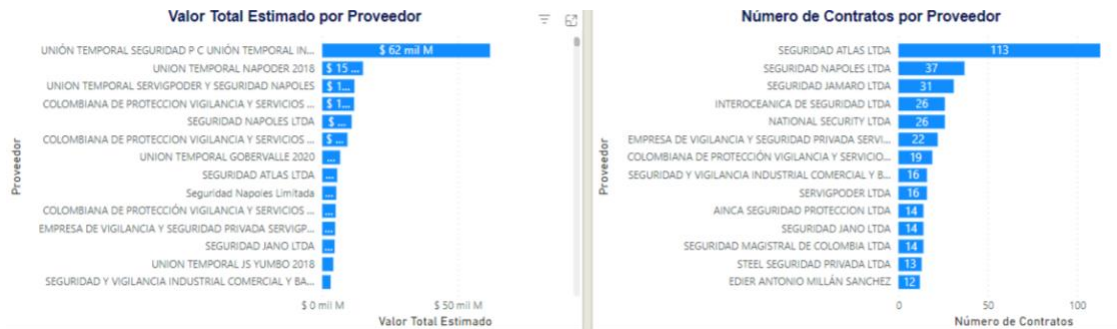 Valor Total Estimado por Proveedor
Proveedor
UNIÓN TEMPORAL SEGURIDAD P C UNIÓN TEMPORAL IN... $ 62 mil M
UNION TEMPORAL NAPODER 2018 $ 15 ...
UNION TEMPORAL SERVIGPODER Y SEGURIDAD NAPOLES $ 1...
COLOMBIANA DE PROTECCION VIGILANCIA Y SERVICIOS ... $ 1...
SEGURIDAD NAPOLES LTDA $ ...
COLOMBIANA DE PROTECCION VIGILANCIA Y SERVICIOS ... $ ...
UNION TEMPORAL GOBERVALLE 2020 ...
SEGURIDAD ATLAS LTDA ...
Seguridad Napoles Limitada ...
COLOMBIANA DE PROTECCIÓN VIGILANCIA Y SERVICIOS ... ...
EMPRESA DE VIGILANCIA Y SEGURIDAD PRIVADA SERVIGP... ...
SEGURIDAD JANO LTDA ...
UNION TEMPORAL JS YUMBO 2018
SEGURIDAD Y VIGILANCIA INDUSTRIAL COMERCIAL Y BA...
$ 0 mil M $ 50 mil M
Valor Total Estimado
Número de Contratos por Proveedor
Proveedor
SEGURIDAD ATLAS LTDA 113
SEGURIDAD NAPOLES LTDA 37
SEGURIDAD JAMARO LTDA 31
INTEROCEANICA DE SEGURIDAD LTDA 26
NATIONAL SECURITY LTDA 26
EMPRESA DE VIGILANCIA Y SEGURIDAD PRIVADA SERVI... 22
COLOMBIANA DE PROTECCIÓN VIGILANCIA Y SERVICIO... 19
SEGURIDAD Y VIGILANCIA INDUSTRIAL COMERCIAL Y B... 16
SERVIGPODER LTDA 16
AINCA SEGURIDAD PROTECCION LTDA 14
SEGURIDAD JANO LTDA 14
SEGURIDAD MAGISTRAL DE COLOMBIA LTDA 14
STEEL SEGURIDAD PRIVADA LTDA 13
EDIER ANTONIO MILLÁN SANCHEZ 12
0 50 100
Número de Contratos